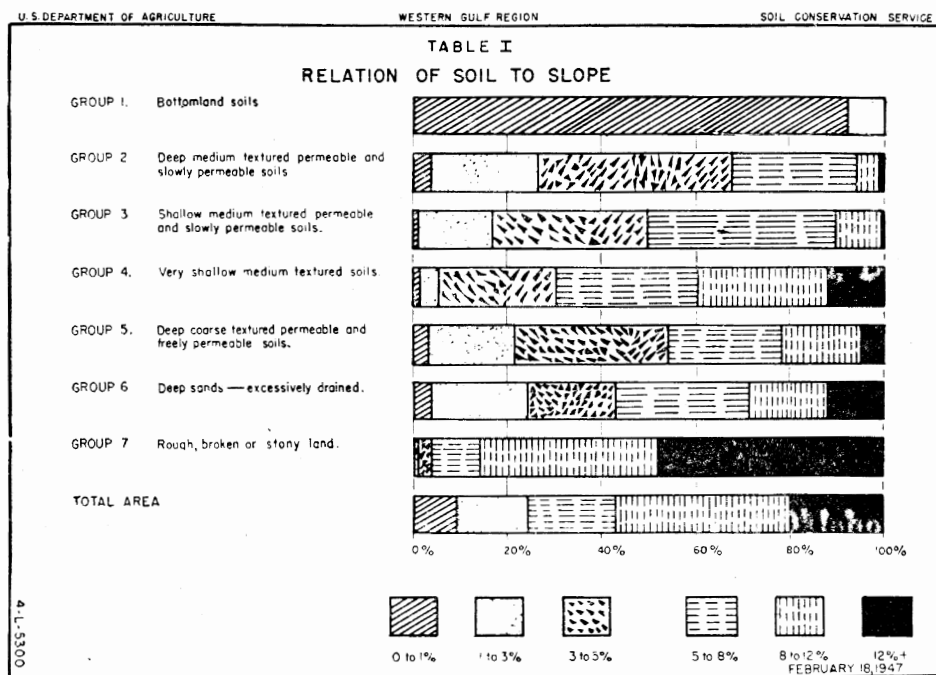 U.S. DEPARTMENT OF AGRICULTURE WESTERN GULF REGION SOIL CONSERVATION SERVICE
TABLE I
RELATION OF SOIL TO SLOPE
GROUP 1. Bottomland soils
GROUP 2 Deep medium textured permeable and
slowly permeable soils
GROUP 3 Shallow medium textured permeable
and slowly permeable soils.
GROUP 4. Very shallow medium textured soils
GROUP 5. Deep coarse textured permeable and
freely permeable soils.
GROUP 6 Deep sands — excessively drained.
GROUP 7 Rough, broken or stony land.
TOTAL AREA
0% 20% 40% 60% 80% 100%
0 to 1% 1 to 3% 3 to 5% 5 to 8% 8 to 12% 12%+
FEBRUARY 18, 1947
4-L-5300